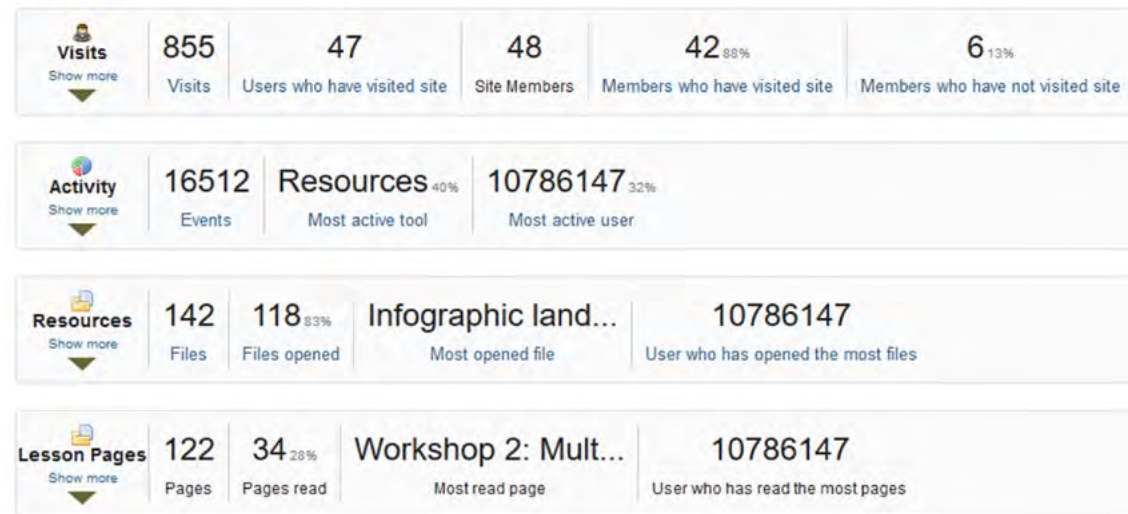 Visits
Show more
855
Visits
47
Users who have visited site
48
Site Members
42 88%
Members who have visited site
6 13%
Members who have not visited site
Activity
Show more
16512
Events
Resources 40%
Most active tool
10786147 32%
Most active user
Resources
Show more
142
Files
118 83%
Files opened
Infographic land...
Most opened file
10786147
User who has opened the most files
Lesson Pages
Show more
122
Pages
34 28%
Pages read
Workshop 2: Mult...
Most read page
10786147
User who has read the most pages